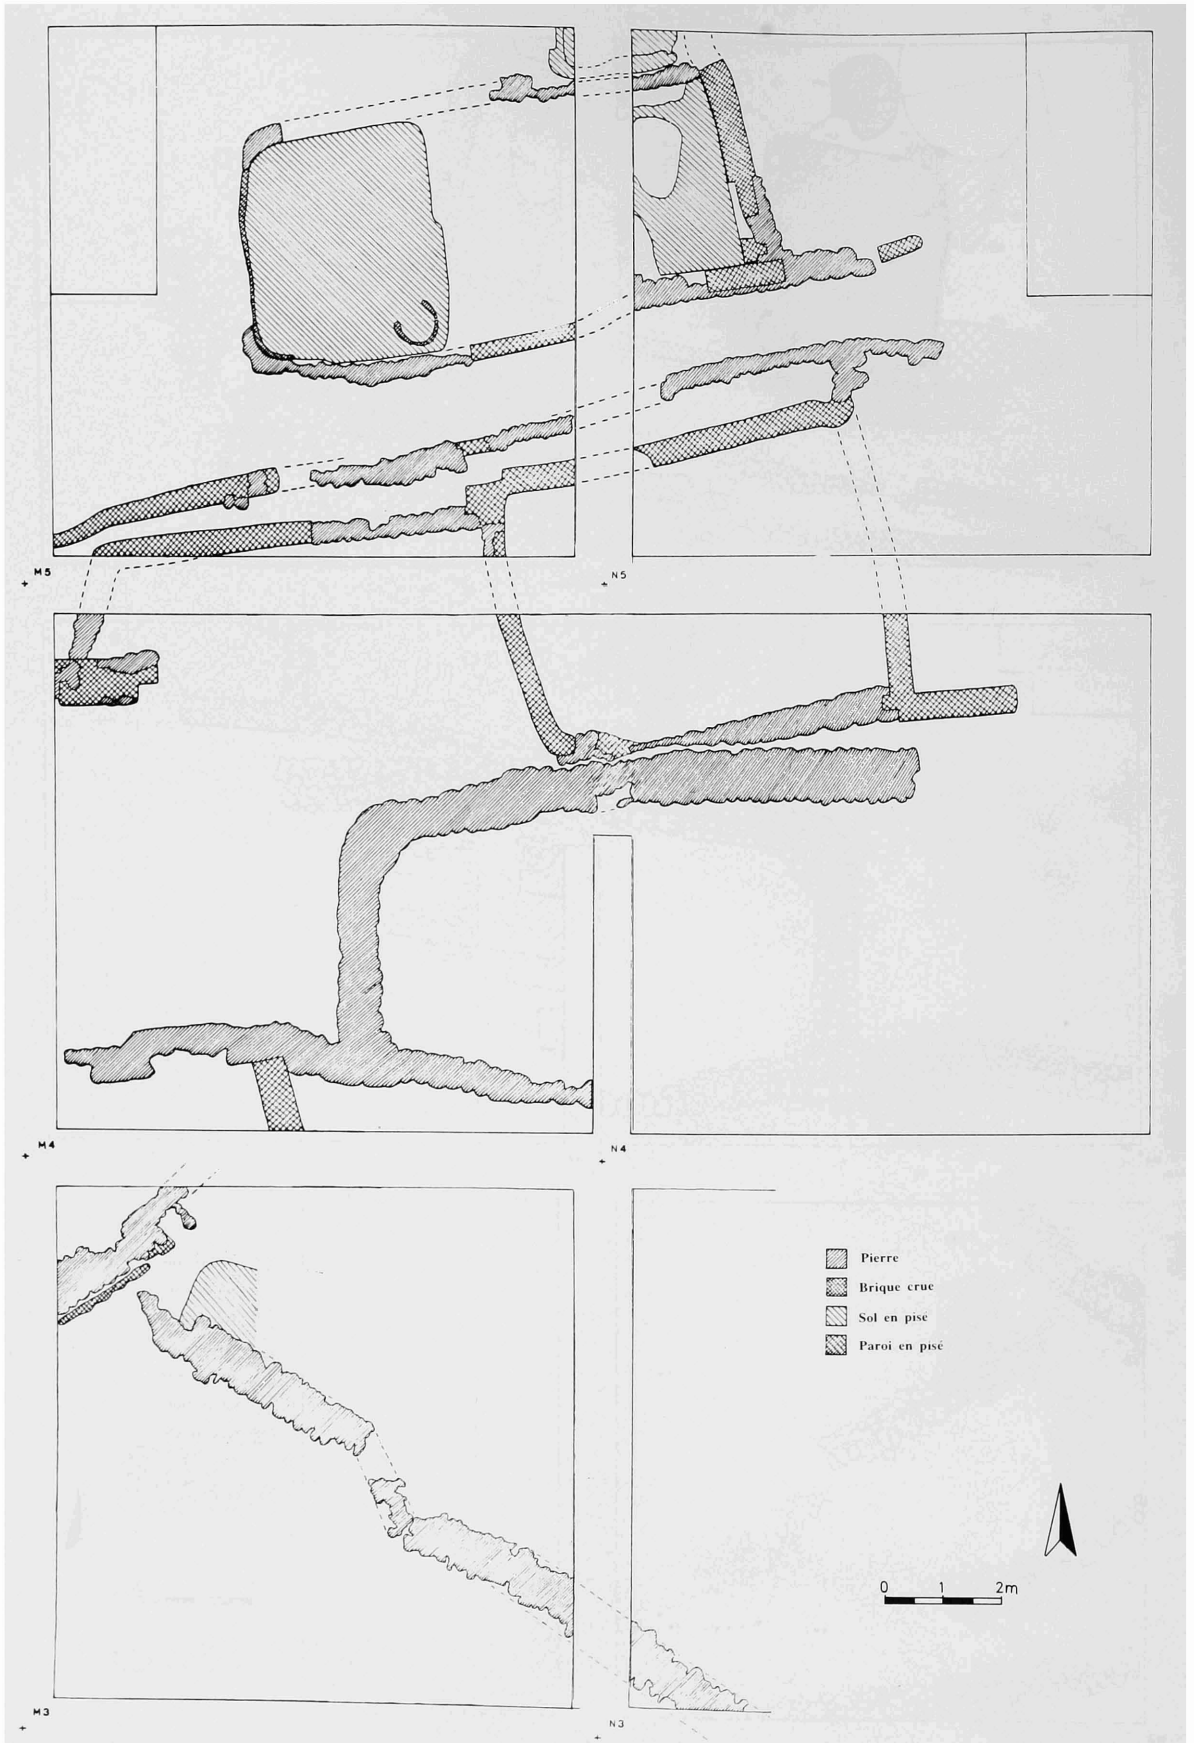 M5
N5
M4
N4
Pierre
Brique crue
Sol en pisé
Paroi en pisé
0 1 2m
M3
N3